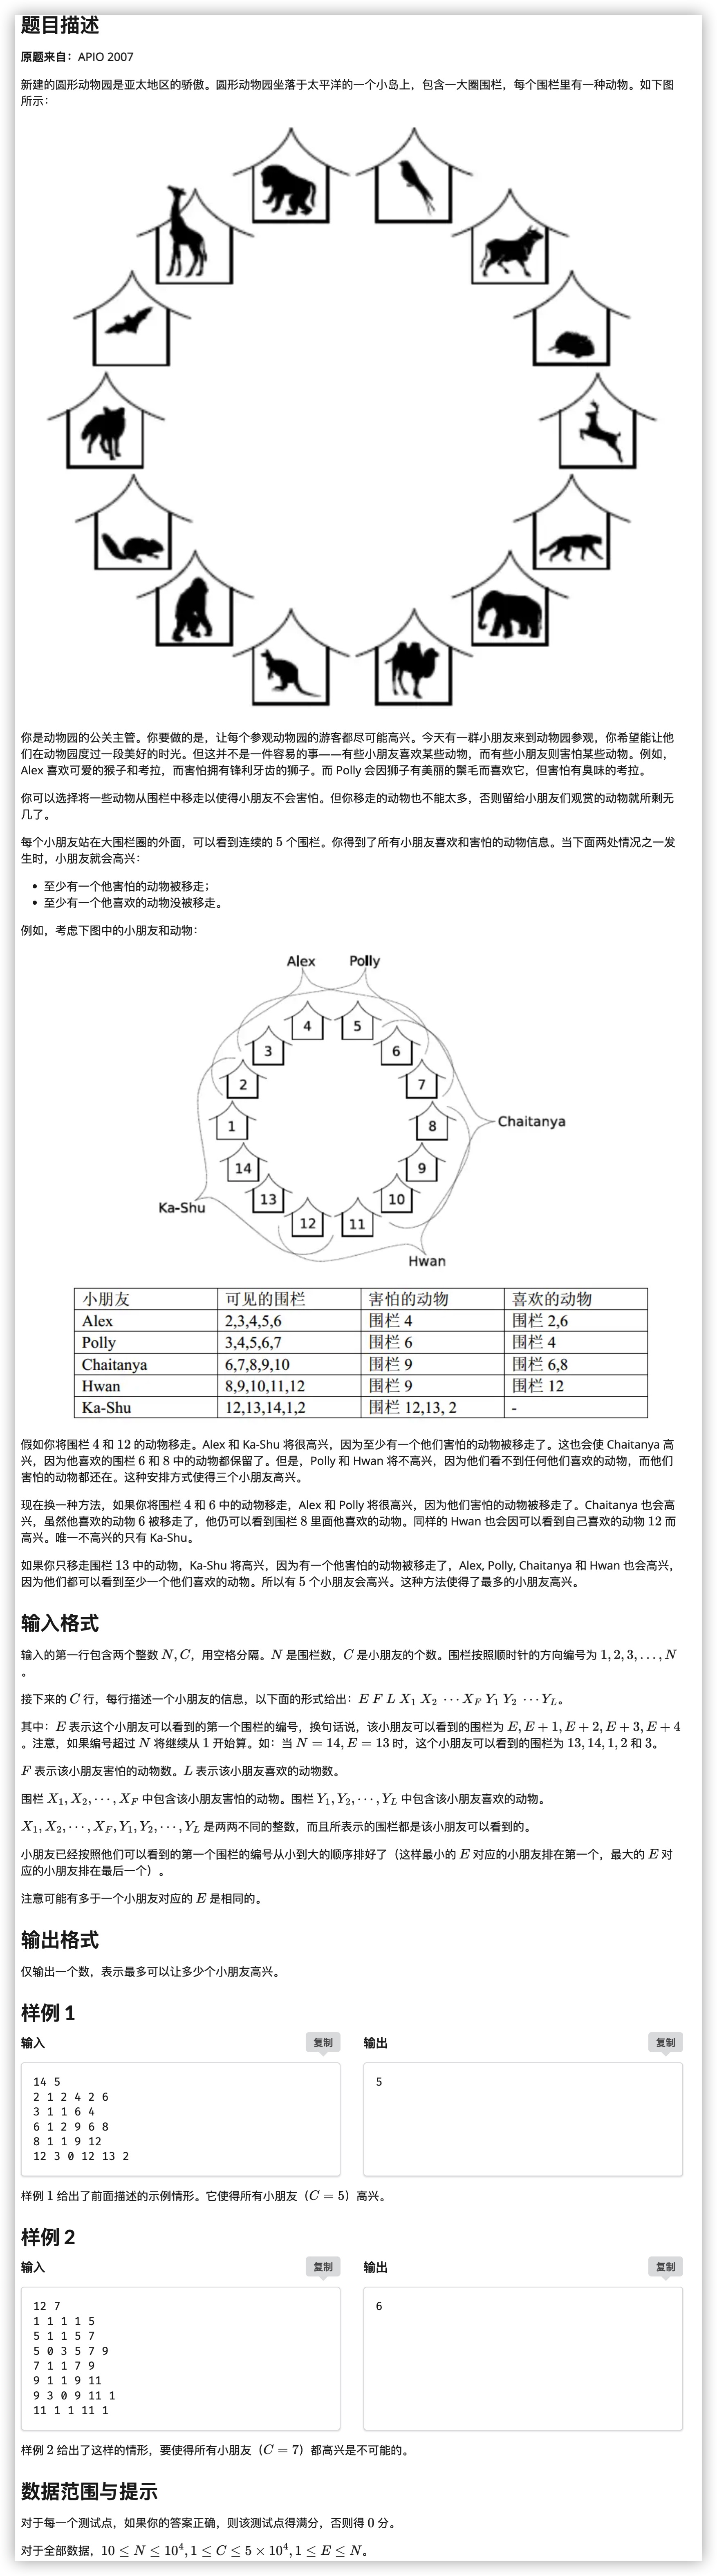 题目描述
原题来自：APIO 2007
新建的圆形动物园是亚太地区的骄傲。圆形动物园坐落于太平洋的一个小岛上，包含一大圈围栏，每个围栏里有一种动物。如下图
所示：
你是动物园的公关主管。你要做的是，让每个参观动物园的游客都尽可能高兴。今天有一群小朋友来到动物园参观，你希望能让他
们在动物园度过一段美好的时光。但这并不是一件容易的事——有些小朋友喜欢某些动物，而有些小朋友则害怕某些动物。例如，
Alex 喜欢可爱的猴子和考拉，而害怕拥有锋利牙齿的狮子。而 Polly 会因狮子有美丽的鬃毛而喜欢它，但害怕有臭味的考拉。
你可以选择将一些动物从围栏中移走以使得小朋友不会害怕。但你移走的动物也不能太多，否则留给小朋友们观赏的动物就所剩无
几了。
每个小朋友站在大围栏圈的外面，可以看到连续的 5 个围栏。你得到了所有小朋友喜欢和害怕的动物信息。当下面两处情况之一发
生时，小朋友就会高兴：
• 至少有一个他害怕的动物被移走；
• 至少有一个他喜欢的动物没被移走。
例如，考虑下图中的小朋友和动物：
Alex Polly
4 5
3 6
2 7
1 8
Chaitanya
14 9
13 10
Ka-Shu
12 11
Hwan
小朋友 可见的围栏 害怕的动物 喜欢的动物
Alex 2,3,4,5,6 围栏 4 围栏 2,6
Polly 3,4,5,6,7 围栏 6 围栏 4
Chaitanya 6,7,8,9,10 围栏 9 围栏 6,8
Hwan 8,9,10,11,12 围栏 9 围栏 12
Ka-Shu 12,13,14,1,2 围栏 12,13, 2 -
假如你将围栏 4 和 12 的动物移走。Alex 和 Ka-Shu 将很高兴，因为至少有一个他们害怕的动物被移走了。这也会使 Chaitanya 高
兴，因为他喜欢的围栏 6 和 8 中的动物都保留了。但是，Polly 和 Hwan 将不高兴，因为他们看不到任何他们喜欢的动物，而他们
害怕的动物都还在。这种安排方式使得三个小朋友高兴。
现在换一种方法，如果你将围栏 4 和 6 中的动物移走，Alex 和 Polly 将很高兴，因为他们害怕的动物被移走了。Chaitanya 也会高
兴，虽然他喜欢的动物 6 被移走了，他仍可以看到围栏 8 里面他喜欢的动物。同样的 Hwan 也会因可以看到自己喜欢的动物 12 而
高兴。唯一不高兴的只有 Ka-Shu。
如果你只移走围栏 13 中的动物，Ka-Shu 将高兴，因为有一个他害怕的动物被移走了，Alex, Polly, Chaitanya 和 Hwan 也会高兴，
因为他们都可以看到至少一个他们喜欢的动物。所以有 5 个小朋友会高兴。这种方法使得了最多的小朋友高兴。
输入格式
输入的第一行包含两个整数 N, C，用空格分隔。N 是围栏数，C 是小朋友的个数。围栏按照顺时针的方向编号为 1, 2, 3, …, N
。
接下来的 C 行，每行描述一个小朋友的信息，以下面的形式给出：E F L X₁ X₂ ⋯ X_F Y₁ Y₂ ⋯ Y_L。
其中：E 表示这个小朋友可以看到的第一个围栏的编号，换句话说，该小朋友可以看到的围栏为 E, E + 1, E + 2, E + 3, E + 4
。注意，如果编号超过 N 将继续从 1 开始算。如：当 N = 14, E = 13 时，这个小朋友可以看到的围栏为 13, 14, 1, 2 和 3。
F 表示该小朋友害怕的动物数。L 表示该小朋友喜欢的动物数。
围栏 X₁, X₂, ⋯, X_F 中包含该小朋友害怕的动物。围栏 Y₁, Y₂, ⋯, Y_L 中包含该小朋友喜欢的动物。
X₁, X₂, ⋯, X_F, Y₁, Y₂, ⋯, Y_L 是两两不同的整数，而且所表示的围栏都是该小朋友可以看到的。
小朋友已经按照他们可以看到的第一个围栏的编号从小到大的顺序排好了（这样最小的 E 对应的小朋友排在第一个，最大的 E 对
应的小朋友排在最后一个）。
注意可能有多于一个小朋友对应的 E 是相同的。
输出格式
仅输出一个数，表示最多可以让多少个小朋友高兴。
样例 1
输入 复制 输出 复制
14 5
2 1 2 4 2 6
3 1 1 6 4
6 1 2 9 6 8
8 1 1 9 12
12 3 0 12 13 2
5
样例 1 给出了前面描述的示例情形。它使得所有小朋友（C = 5）高兴。
样例 2
输入 复制 输出 复制
12 7
1 1 1 1 5
5 1 1 5 7
5 0 3 5 7 9
7 1 1 7 9
9 1 1 9 11
9 3 0 9 11 1
11 1 1 11 1
6
样例 2 给出了这样的情形，要使得所有小朋友（C = 7）都高兴是不可能的。
数据范围与提示
对于每一个测试点，如果你的答案正确，则该测试点得满分，否则得 0 分。
对于全部数据，10 ≤ N ≤ 10⁴, 1 ≤ C ≤ 5 × 10⁴, 1 ≤ E ≤ N。